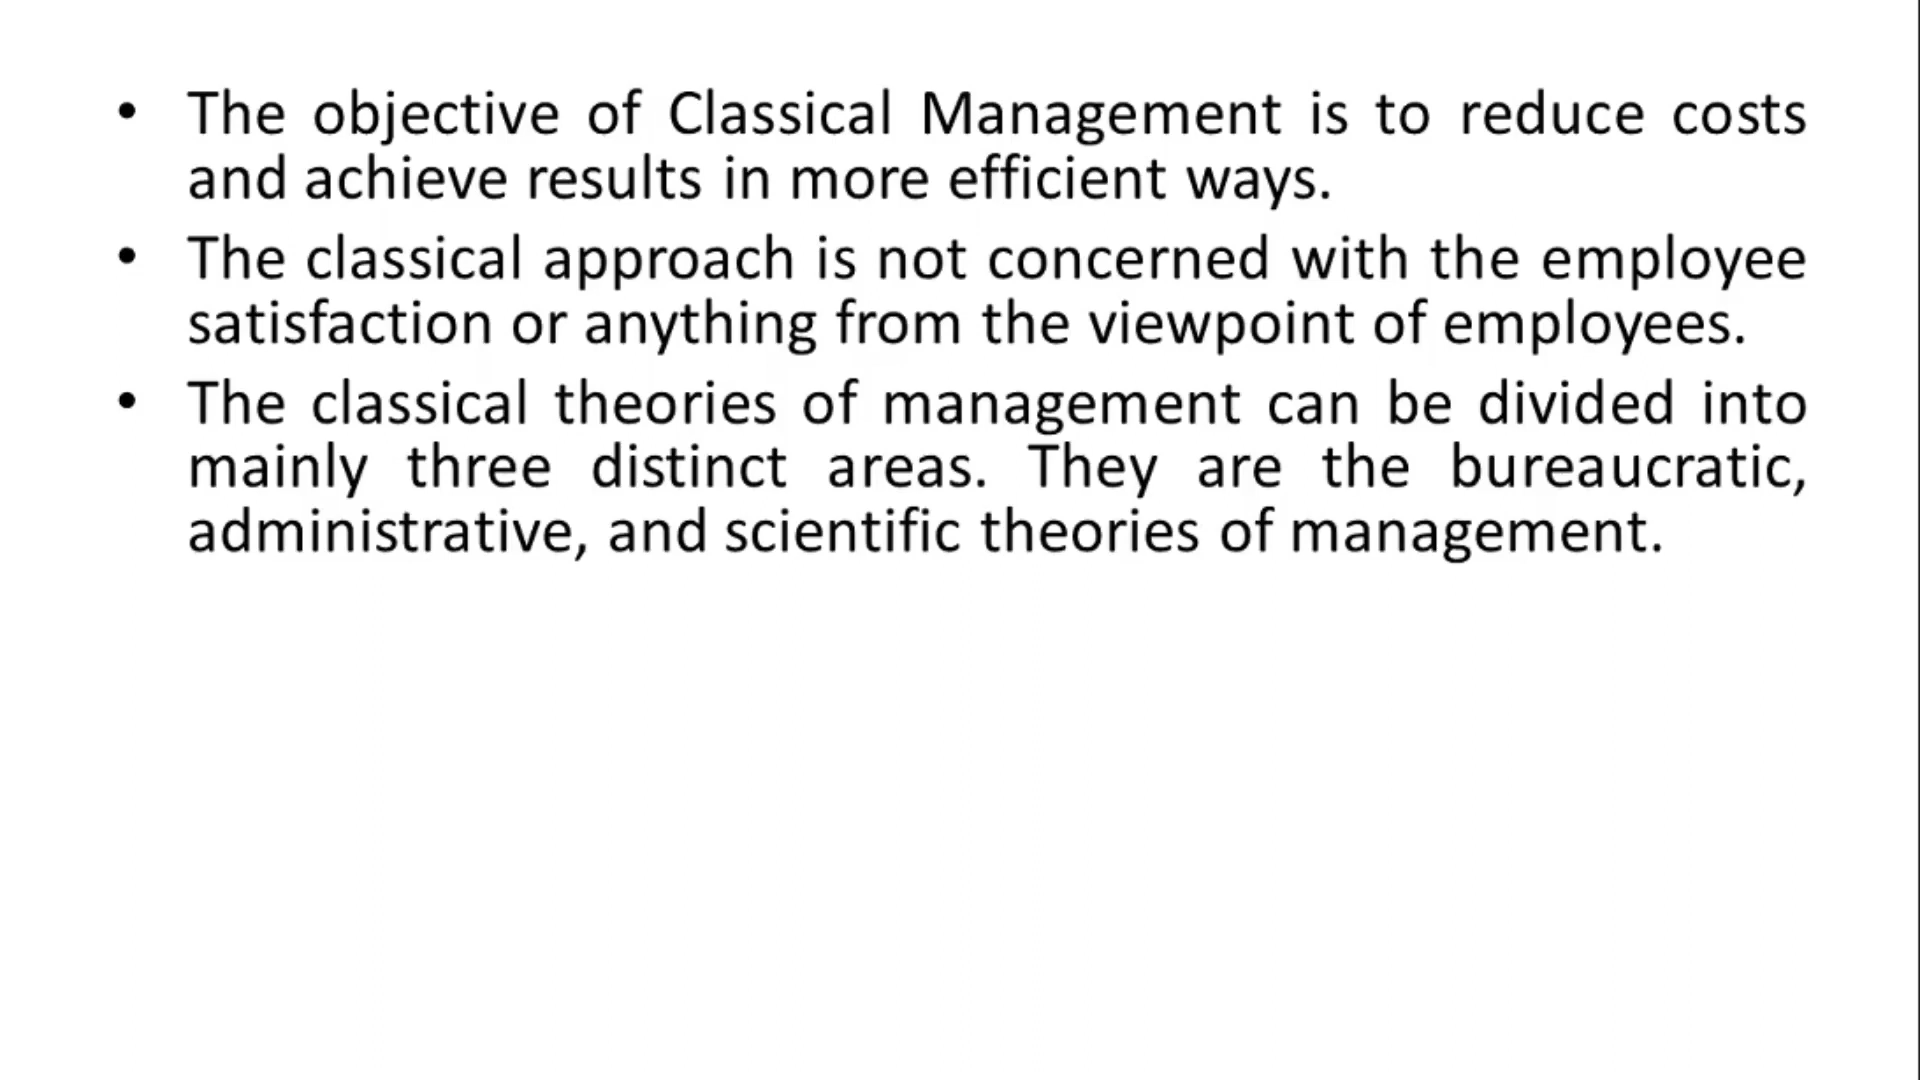 • The objective of Classical Management is to reduce costs
and achieve results in more efficient ways.
• The classical approach is not concerned with the employee
satisfaction or anything from the viewpoint of employees.
• The classical theories of management can be divided into
mainly three distinct areas. They are the bureaucratic,
administrative, and scientific theories of management.